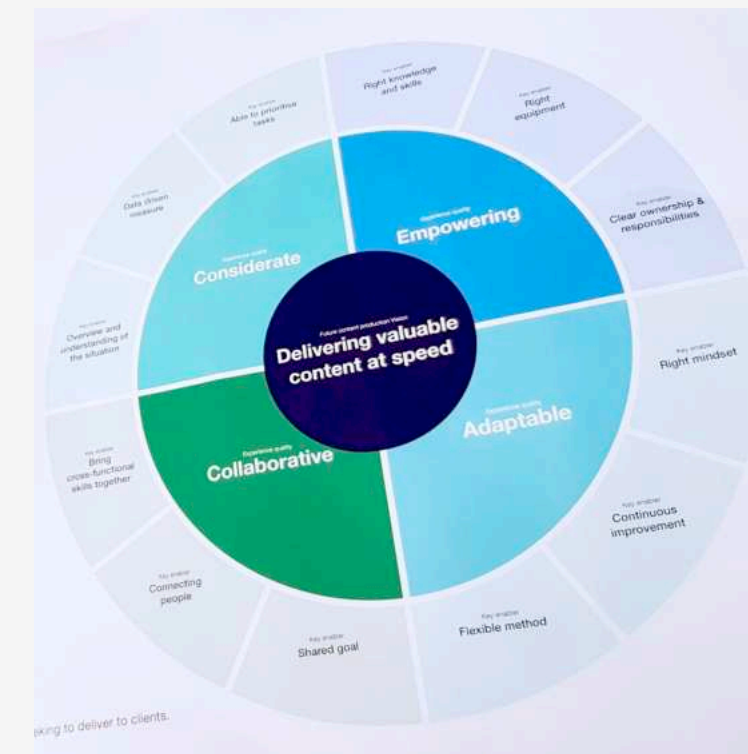 Future content production Vision
Delivering valuable
content at speed
Experience quality
Empowering
Key enabler
Right knowledge
and skills
Key enabler
Right
equipment
Key enabler
Clear ownership &
responsibilities
Experience quality
Adaptable
Key enabler
Right mindset
Key enabler
Continuous
improvement
Key enabler
Flexible method
Experience quality
Collaborative
Key enabler
Shared goal
Key enabler
Connecting
people
Key enabler
Bring
cross-functional
skills together
Experience quality
Considerate
Key enabler
Overview and
understanding of
the situation
Key enabler
Data driven
measure
Key enabler
Able to prioritise
tasks
eking to deliver to clients.